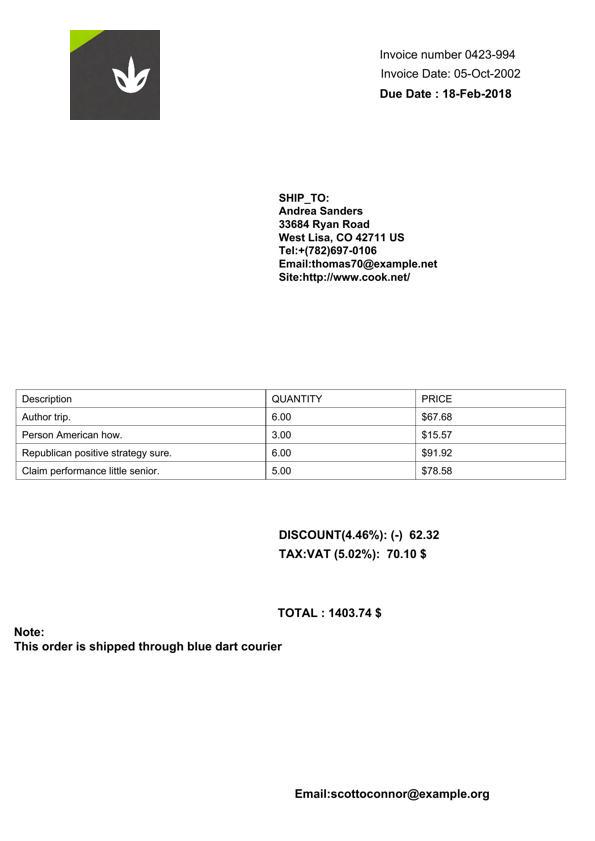 Invoice number 0423-994
Invoice Date: 05-Oct-2002
Due Date : 18-Feb-2018
SHIP_TO:
Andrea Sanders
33684 Ryan Road
West Lisa, CO 42711 US
Tel:+(782)697-0106
Email:thomas70@example.net
Site:http://www.cook.net/
Description QUANTITY PRICE
Author trip. 6.00 $67.68
Person American how. 3.00 $15.57
Republican positive strategy sure. 6.00 $91.92
Claim performance little senior. 5.00 $78.58
DISCOUNT(4.46%): (-) 62.32
TAX:VAT (5.02%): 70.10 $
TOTAL : 1403.74 $
Note:
This order is shipped through blue dart courier
Email:scottoconnor@example.org